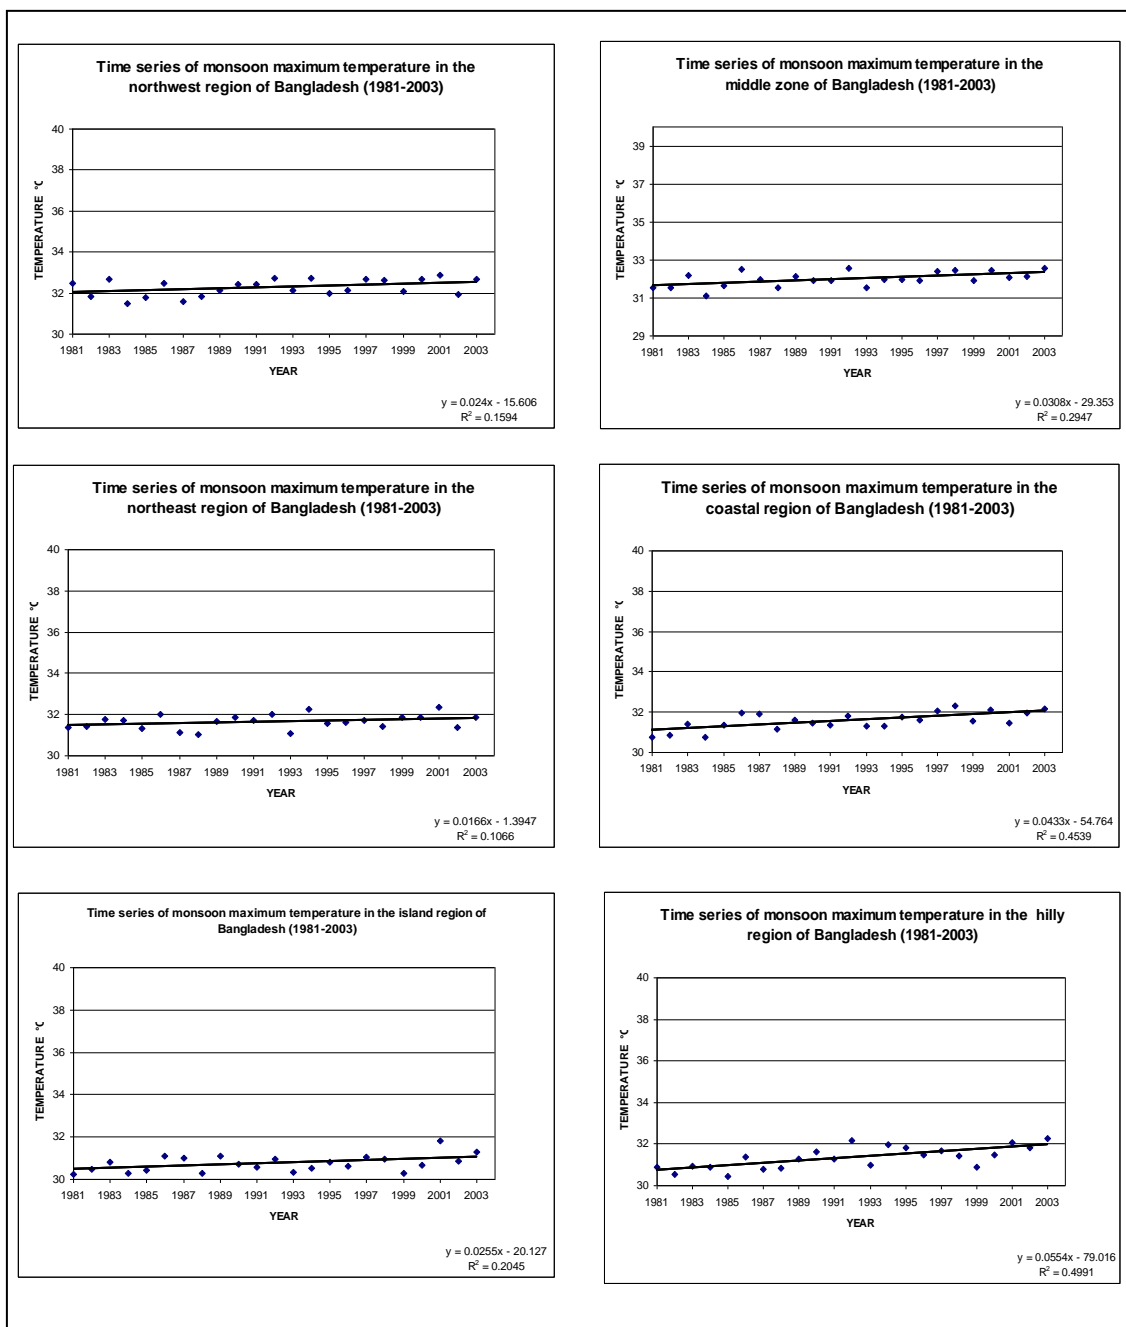 Time series of monsoon maximum temperature in the
northwest region of Bangladesh (1981-2003)
40
38
36
34
32
30
TEMPERATURE °C
1981 1983 1985 1987 1989 1991 1993 1995 1997 1999 2001 2003
YEAR
y = 0.024x - 15.606
R² = 0.1594
Time series of monsoon maximum temperature in the
middle zone of Bangladesh (1981-2003)
39
37
35
33
31
29
TEMPERATURE °C
1981 1983 1985 1987 1989 1991 1993 1995 1997 1999 2001 2003
YEAR
y = 0.0308x - 29.353
R² = 0.2947
Time series of monsoon maximum temperature in the
northeast region of Bangladesh (1981-2003)
40
38
36
34
32
30
TEMPERATURE °C
1981 1983 1985 1987 1989 1991 1993 1995 1997 1999 2001 2003
YEAR
y = 0.0166x - 1.3947
R² = 0.1066
Time series of monsoon maximum temperature in the
coastal region of Bangladesh (1981-2003)
40
38
36
34
32
30
TEMPERATURE °C
1981 1983 1985 1987 1989 1991 1993 1995 1997 1999 2001 2003
YEAR
y = 0.0433x - 54.764
R² = 0.4539
Time series of monsoon maximum temperature in the island region of
Bangladesh (1981-2003)
40
38
36
34
32
30
TEMPERATURE °C
1981 1983 1985 1987 1989 1991 1993 1995 1997 1999 2001 2003
YEAR
y = 0.0255x - 20.127
R² = 0.2045
Time series of monsoon maximum temperature in the hilly
region of Bangladesh (1981-2003)
40
38
36
34
32
30
TEMPERATURE °C
1981 1983 1985 1987 1989 1991 1993 1995 1997 1999 2001 2003
YEAR
y = 0.0554x - 79.016
R² = 0.4991